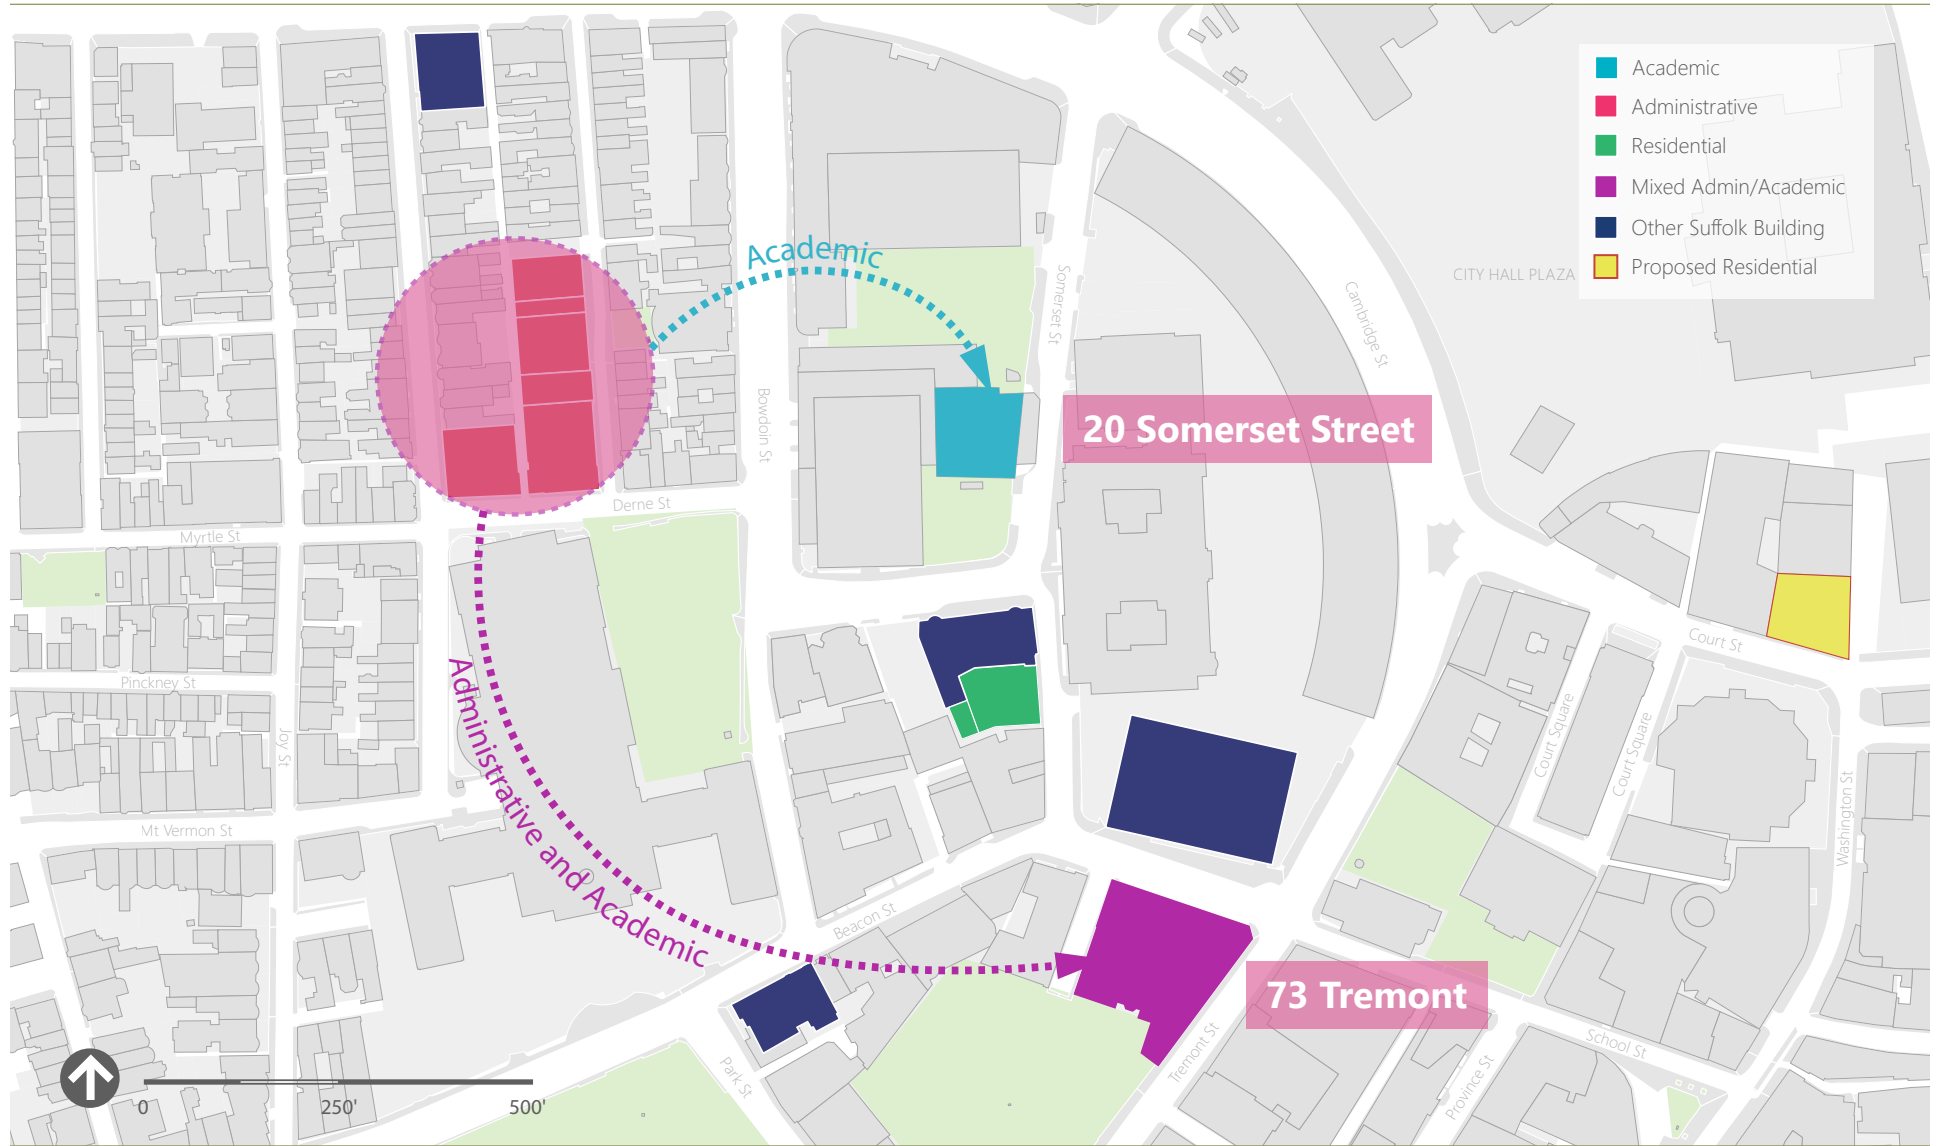 Academic
Administrative
Residential
Mixed Admin/Academic
Other Suffolk Building
Proposed Residential
CITY HALL PLAZA
Academic
Somerset St
Cambridge St
Bowdoin St
20 Somerset Street
Derne St
Myrtle St
Pinckney St
Joy St
Mt Vernon St
Administrative and Academic
Court St
Court Square
Court Square
Washington St
Beacon St
73 Tremont
Tremont St
School St
Province St
Park St
0
250'
500'